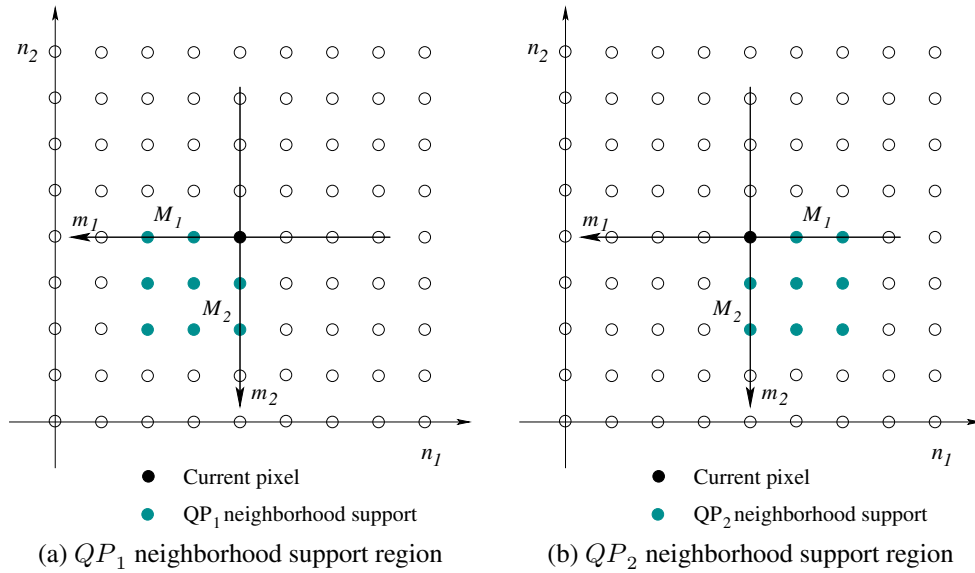 n2
m1
M1
M2
m2
n1
Current pixel
QP1 neighborhood support
(a) QP1 neighborhood support region
n2
m1
M1
M2
m2
n1
Current pixel
QP2 neighborhood support
(b) QP2 neighborhood support region